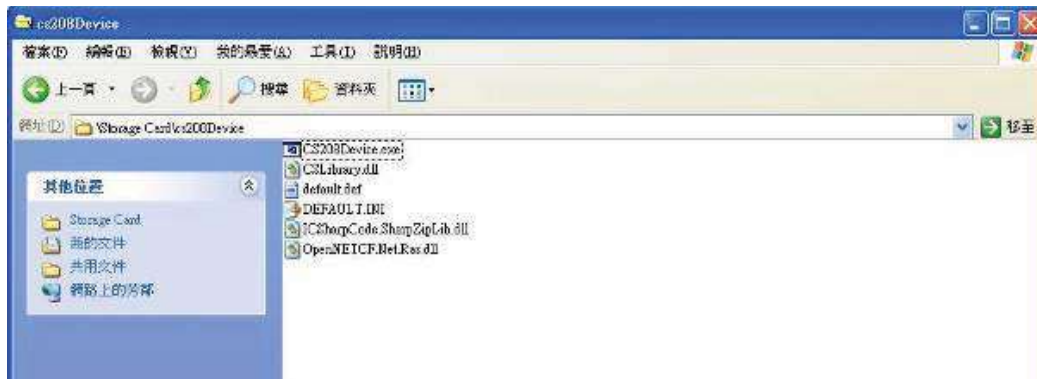 cs208Device
檔案(F) 編輯(E) 檢視(V) 我的最愛(A) 工具(T) 說明(H)
上一頁 搜尋 資料夾
網址(D) \Storage Card\cs200Device 移至
其他位置
Storage Card
我的文件
共用文件
網路上的芳鄰
CS208Device.exe
CSLibrary.dll
default.def
DEFAULT.INI
ICSharpCode.SharpZipLib.dll
OpenNETCF.Net.Ras.dll